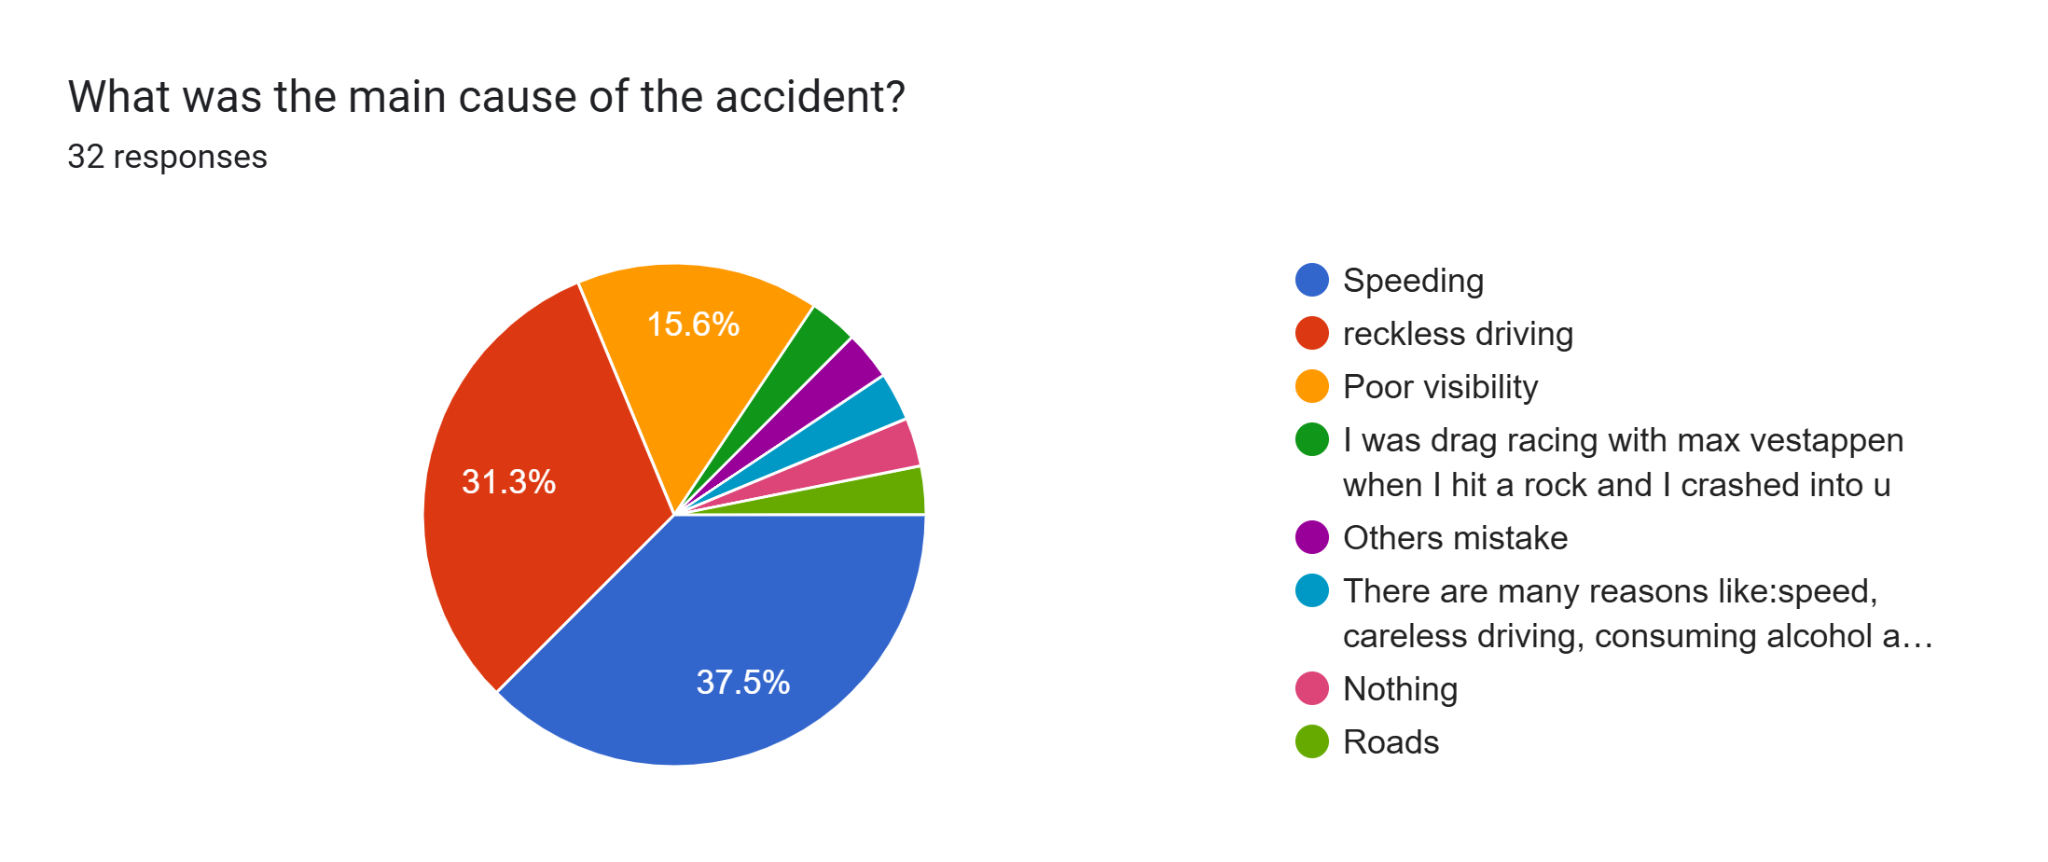 What was the main cause of the accident?
32 responses
15.6%
31.3%
37.5%
Speeding
reckless driving
Poor visibility
I was drag racing with max vestappen
when I hit a rock and I crashed into u
Others mistake
There are many reasons like:speed,
careless driving, consuming alcohol a…
Nothing
Roads